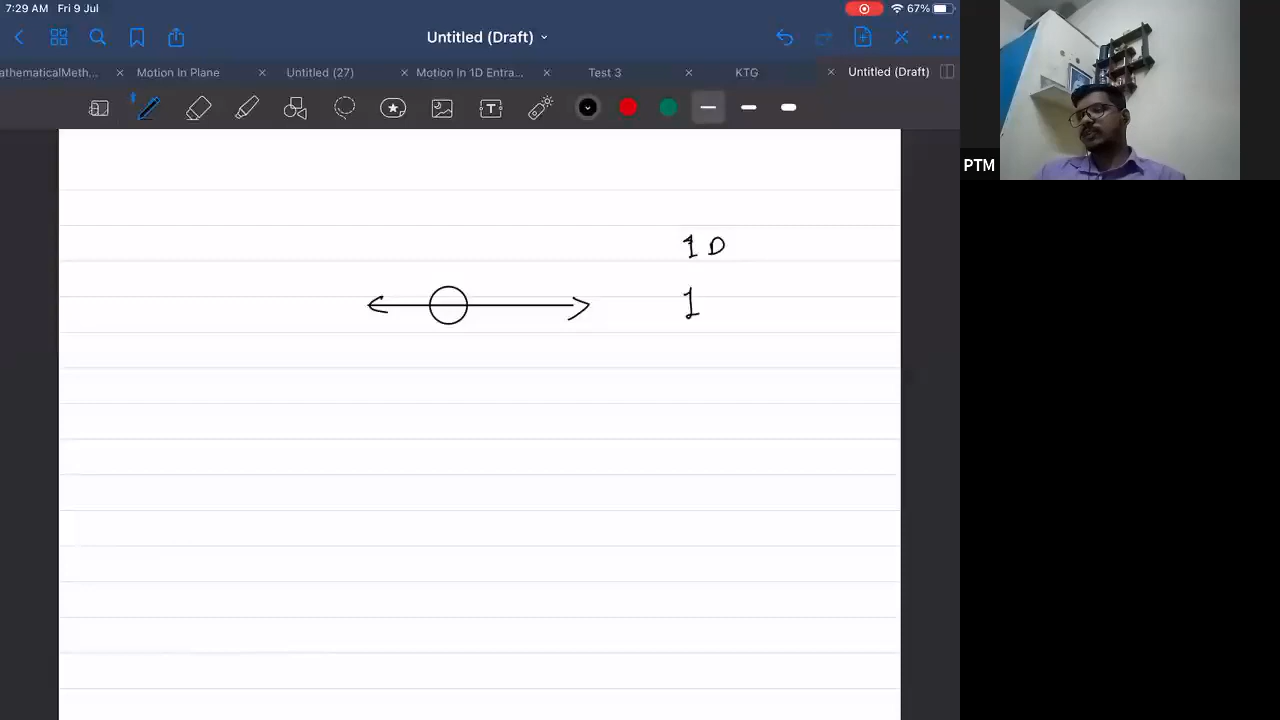 7:29 AM Fri 9 Jul
67%
Untitled (Draft)
athematicalMeth...
Motion In Plane
Untitled (27)
Motion In 1D Entra...
Test 3
KTG
Untitled (Draft)
T
PTM
1 D
1